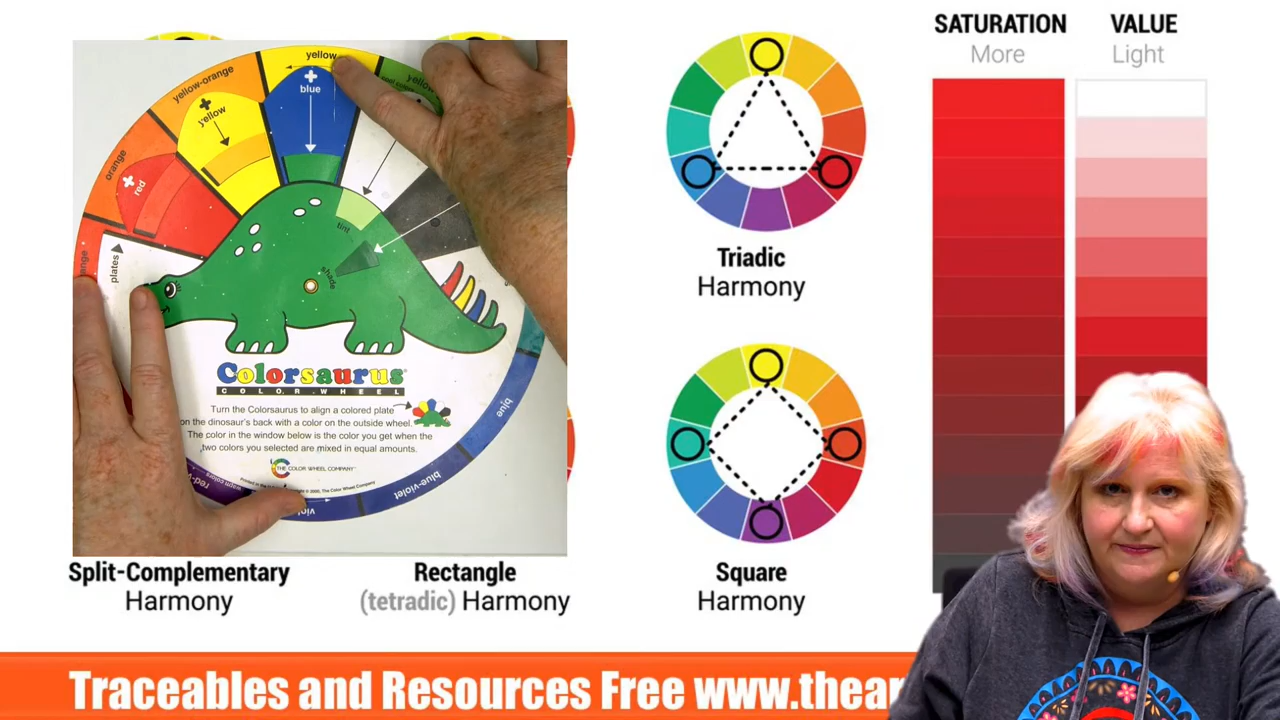 SATURATION
More
VALUE
Light
yellow
yellow-orange
orange
yellow
blue
yellow
red
plates
tint
shade
Colorsaurus
COLOR WHEEL
Turn the Colorsaurus to align a colored plate
on the dinosaur's back with a color on the outside wheel.
The color in the window below is the color you get when the
two colors you selected are mixed in equal amounts.
THE COLOR WHEEL COMPANY
blue
blue-violet
Triadic
Harmony
Split-Complementary
Harmony
Rectangle
(tetradic) Harmony
Square
Harmony
Traceables and Resources Free www.thear